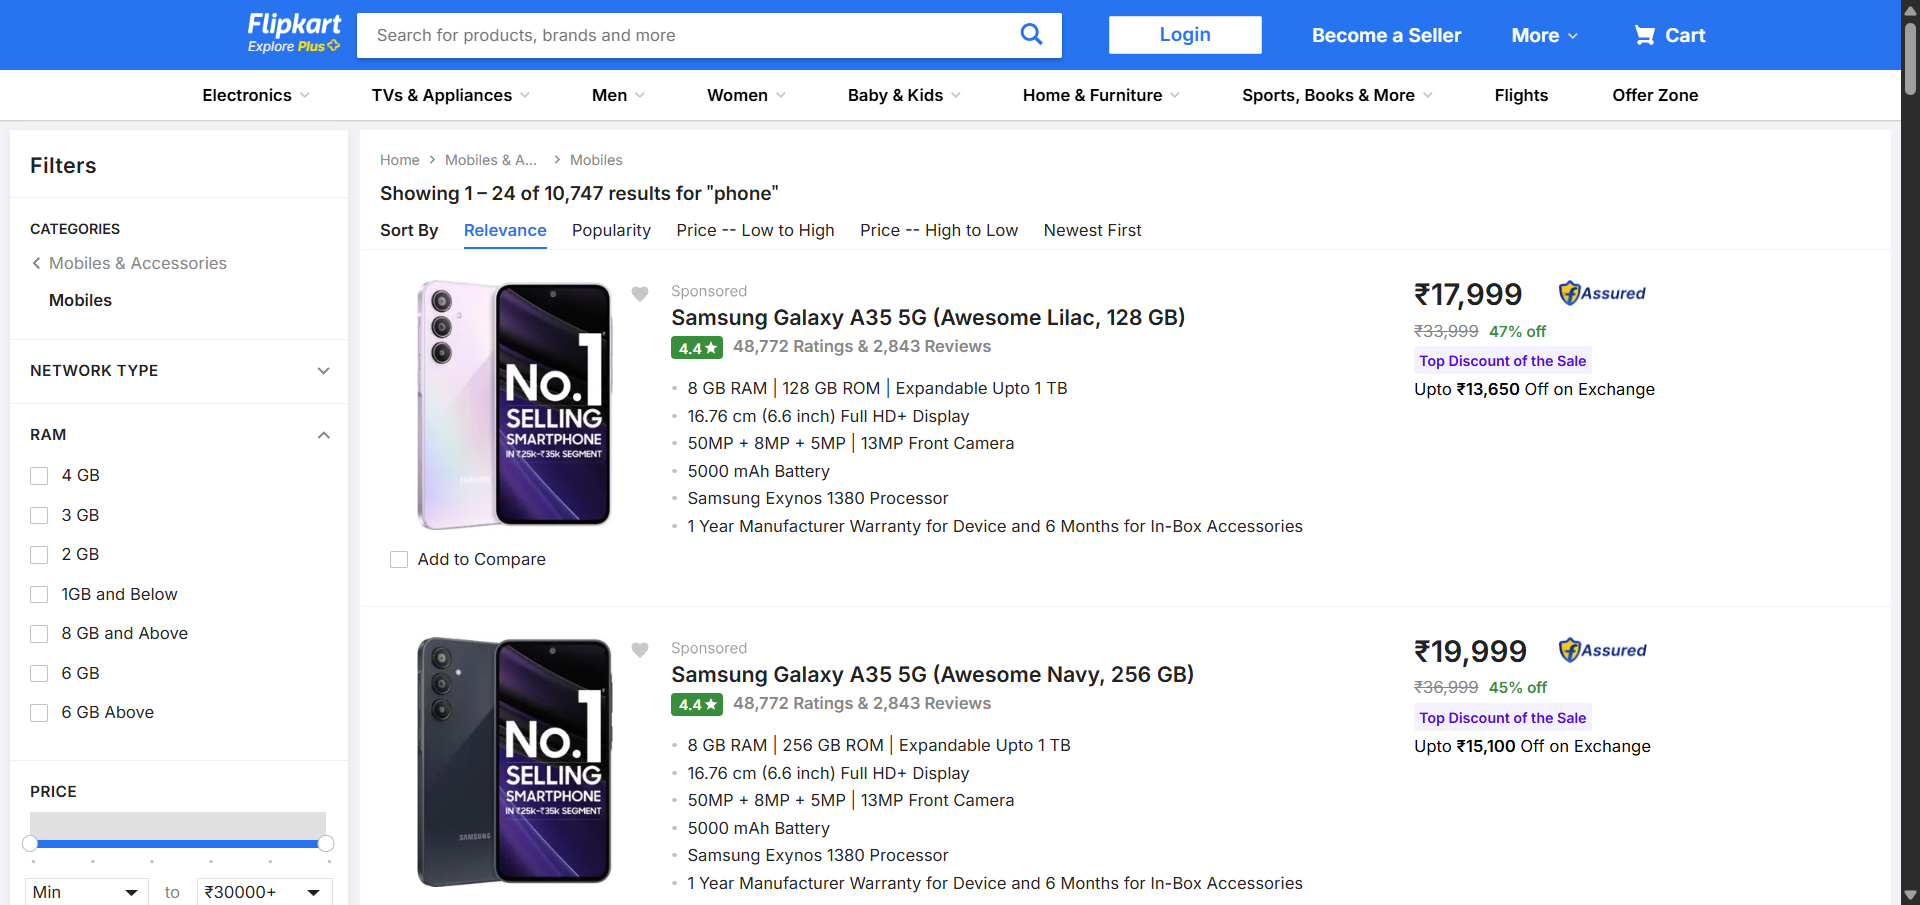 Flipkart
Explore Plus
Search for products, brands and more
Login
Become a Seller
More
Cart
Electronics
TVs & Appliances
Men
Women
Baby & Kids
Home & Furniture
Sports, Books & More
Flights
Offer Zone
Filters
CATEGORIES
Mobiles & Accessories
Mobiles
NETWORK TYPE
RAM
4 GB
3 GB
2 GB
1GB and Below
8 GB and Above
6 GB
6 GB Above
PRICE
Min to ₹30000+
Home > Mobiles & A... > Mobiles
Showing 1 – 24 of 10,747 results for "phone"
Sort By Relevance Popularity Price -- Low to High Price -- High to Low Newest First
No.1
SELLING
SMARTPHONE
IN ₹25K-₹35K SEGMENT
Add to Compare
Sponsored
Samsung Galaxy A35 5G (Awesome Lilac, 128 GB)
4.4★ 48,772 Ratings & 2,843 Reviews
8 GB RAM | 128 GB ROM | Expandable Upto 1 TB
16.76 cm (6.6 inch) Full HD+ Display
50MP + 8MP + 5MP | 13MP Front Camera
5000 mAh Battery
Samsung Exynos 1380 Processor
1 Year Manufacturer Warranty for Device and 6 Months for In-Box Accessories
₹17,999
Assured
₹33,999 47% off
Top Discount of the Sale
Upto ₹13,650 Off on Exchange
SAMSUNG
No.1
SELLING
SMARTPHONE
IN ₹25K-₹35K SEGMENT
Sponsored
Samsung Galaxy A35 5G (Awesome Navy, 256 GB)
4.4★ 48,772 Ratings & 2,843 Reviews
8 GB RAM | 256 GB ROM | Expandable Upto 1 TB
16.76 cm (6.6 inch) Full HD+ Display
50MP + 8MP + 5MP | 13MP Front Camera
5000 mAh Battery
Samsung Exynos 1380 Processor
1 Year Manufacturer Warranty for Device and 6 Months for In-Box Accessories
₹19,999
Assured
₹36,999 45% off
Top Discount of the Sale
Upto ₹15,100 Off on Exchange